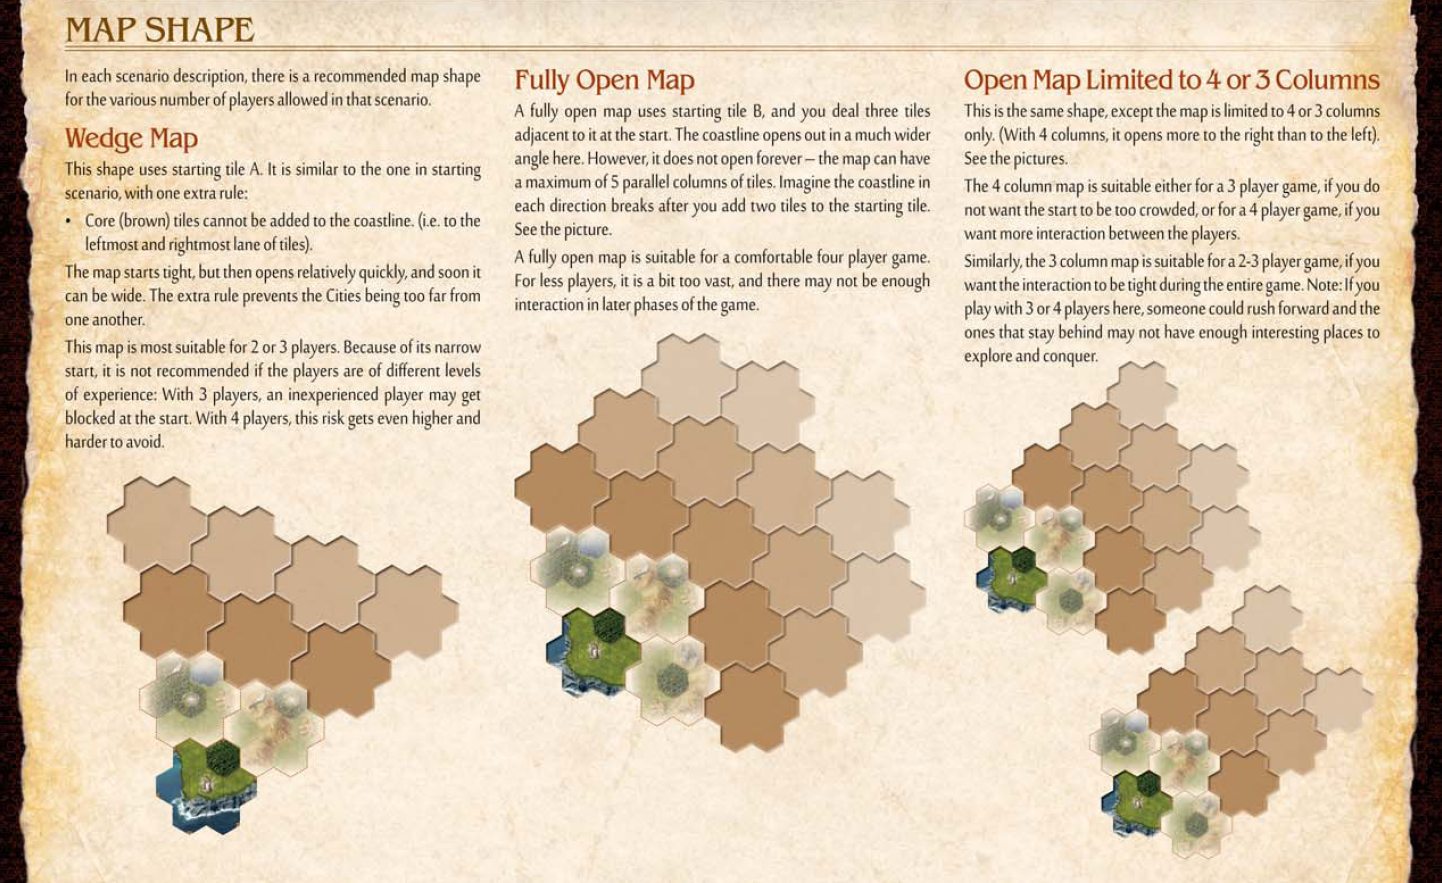 MAP SHAPE
In each scenario description, there is a recommended map shape
for the various number of players allowed in that scenario.
Wedge Map
This shape uses starting tile A. It is similar to the one in starting
scenario, with one extra rule:
• Core (brown) tiles cannot be added to the coastline. (i.e. to the
leftmost and rightmost lane of tiles).
The map starts tight, but then opens relatively quickly, and soon it
can be wide. The extra rule prevents the Cities being too far from
one another.
This map is most suitable for 2 or 3 players. Because of its narrow
start, it is not recommended if the players are of different levels
of experience: With 3 players, an inexperienced player may get
blocked at the start. With 4 players, this risk gets even higher and
harder to avoid.
Fully Open Map
A fully open map uses starting tile B, and you deal three tiles
adjacent to it at the start. The coastline opens out in a much wider
angle here. However, it does not open forever – the map can have
a maximum of 5 parallel columns of tiles. Imagine the coastline in
each direction breaks after you add two tiles to the starting tile.
See the picture.
A fully open map is suitable for a comfortable four player game.
For less players, it is a bit too vast, and there may not be enough
interaction in later phases of the game.
Open Map Limited to 4 or 3 Columns
This is the same shape, except the map is limited to 4 or 3 columns
only. (With 4 columns, it opens more to the right than to the left).
See the pictures.
The 4 column map is suitable either for a 3 player game, if you do
not want the start to be too crowded, or for a 4 player game, if you
want more interaction between the players.
Similarly, the 3 column map is suitable for a 2-3 player game, if you
want the interaction to be tight during the entire game. Note: If you
play with 3 or 4 players here, someone could rush forward and the
ones that stay behind may not have enough interesting places to
explore and conquer.